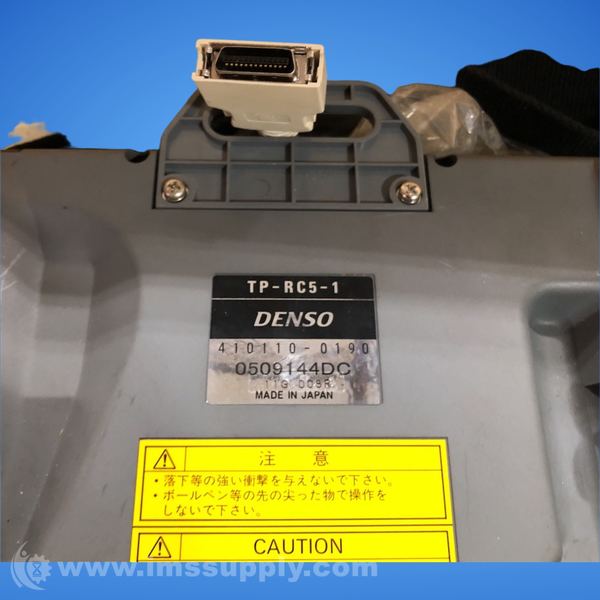 TP-RC5-1
DENSO
410110-0190
0509144DC
11G 008R
MADE IN JAPAN
⚠ 注 意
・落下等の強い衝撃を与えないで下さい。
・ボールペン等の先の尖った物で操作を
しないで下さい。
⚠ CAUTION
www.imssupply.com